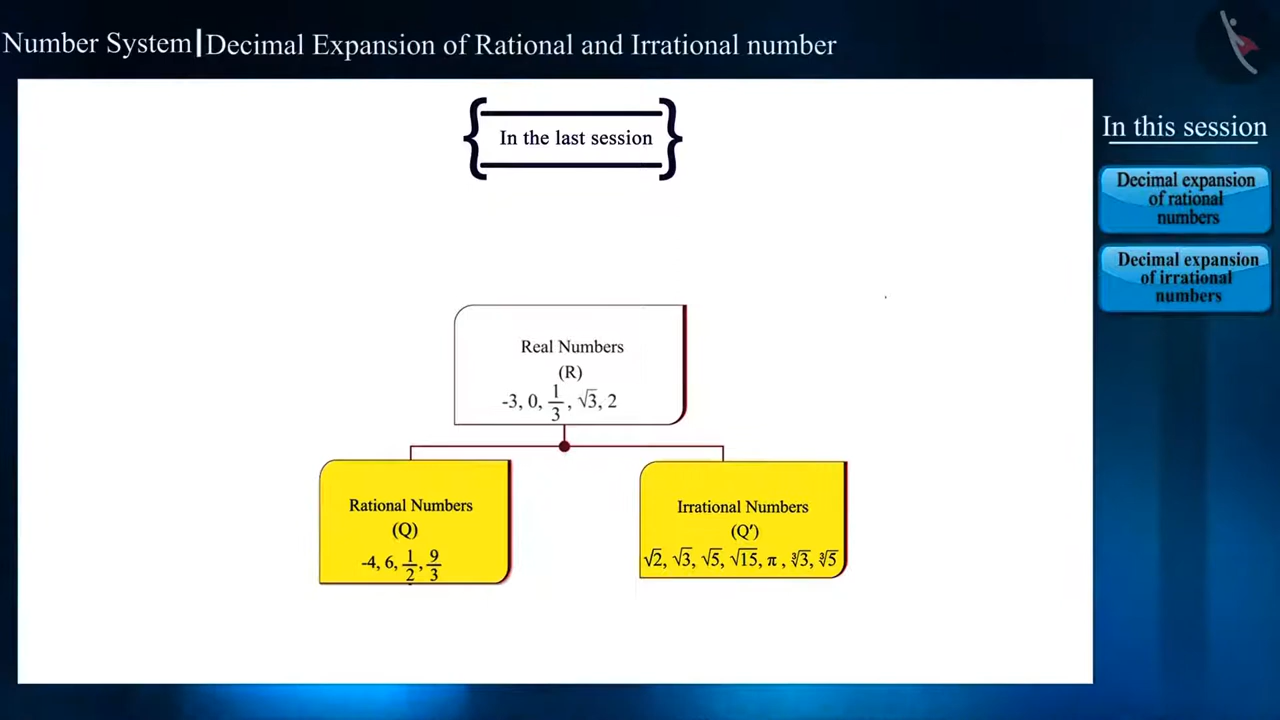 Number System|Decimal Expansion of Rational and Irrational number
In the last session
Real Numbers
(R)
-3, 0, 1/3, √3, 2
Rational Numbers
(Q)
-4, 6, 1/2, 9/3
Irrational Numbers
(Q′)
√2, √3, √5, √15, π , ∛3, ∛5
In this session
Decimal expansion
of rational
numbers
Decimal expansion
of irrational
numbers